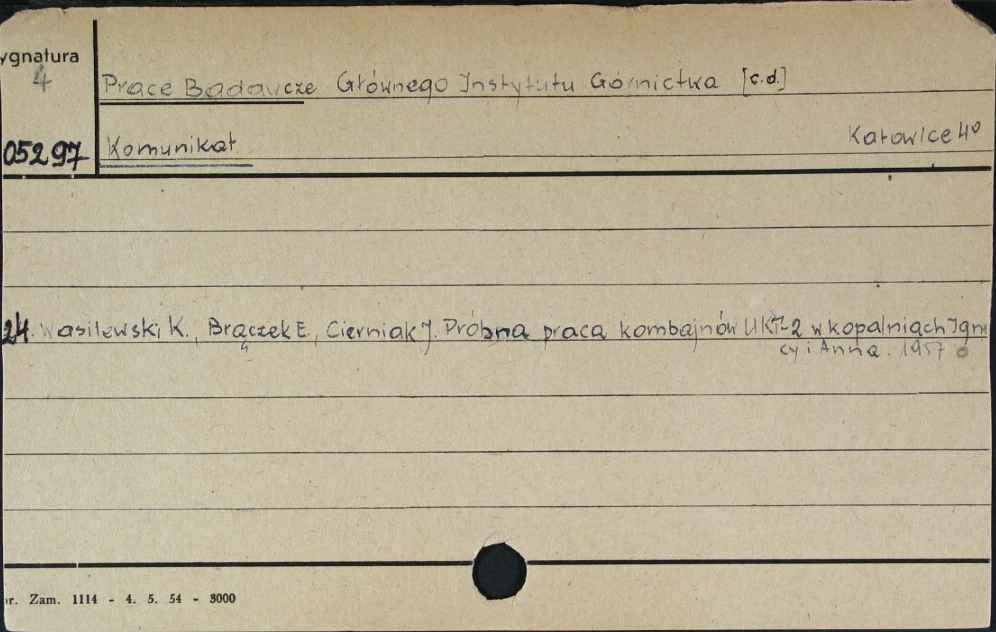 ygnatura
4
Prace Badawcze Głównego Instytutu Górnictwa [c.d.]
05297 Komunikat Katowice 4°
24. Wasilewski K., Brączek E., Cierniak J. Próbna praca kombajnów UKT-2 w kopalniach Igna
cy i Anna. 1957
r. Zam. 1114 - 4. 5. 54 - 3000